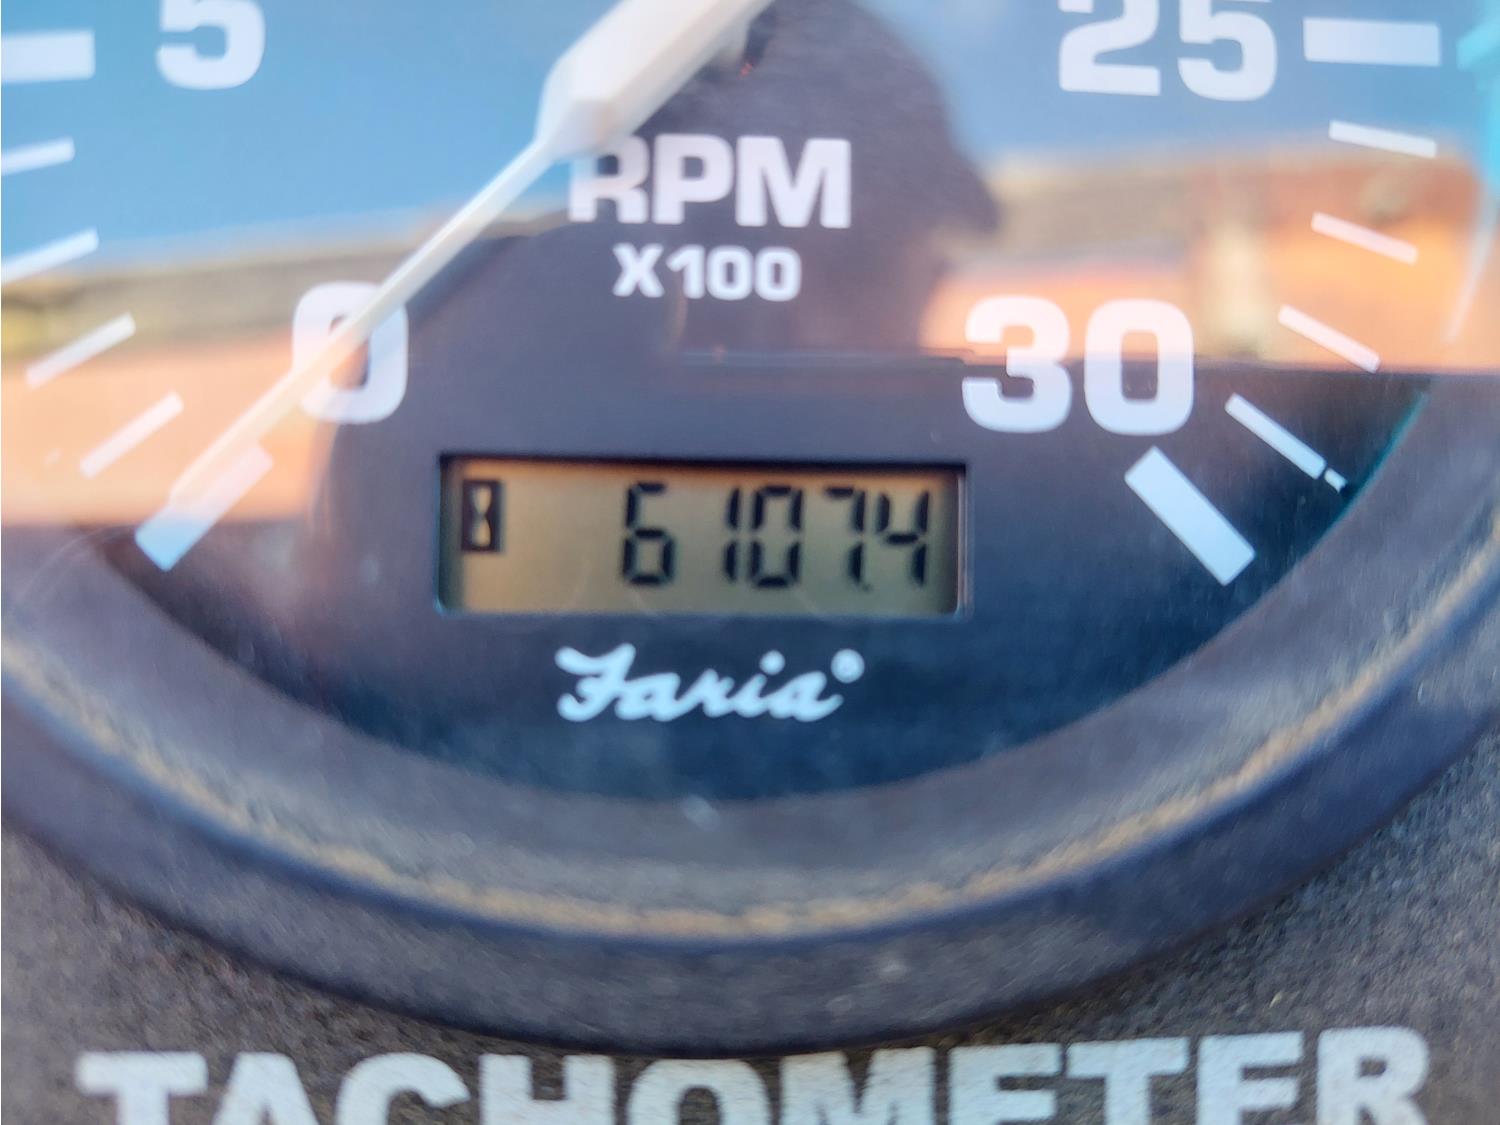 5
25
RPM
X100
0
30
6107.4
Faria®
TACHOMETER